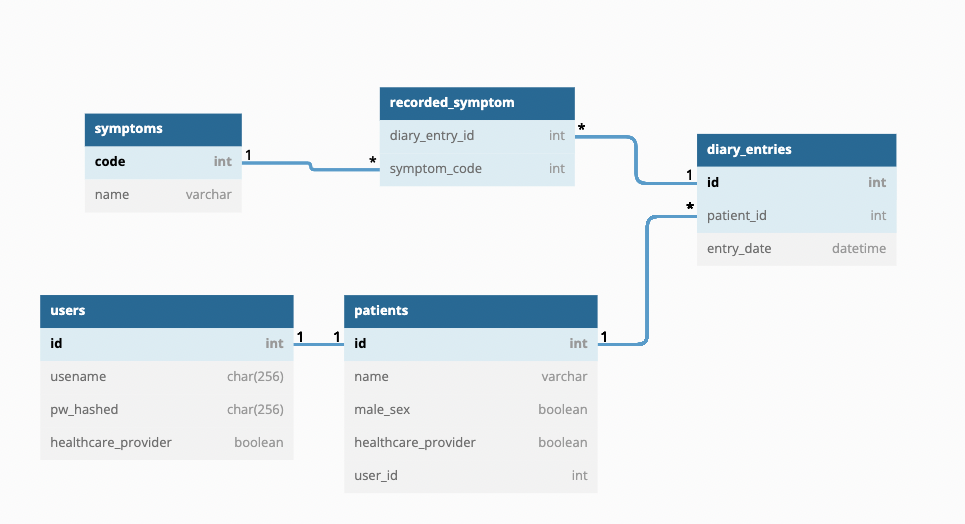 symptoms
code int
name varchar
1
*
recorded_symptom
diary_entry_id int
symptom_code int
*
1
diary_entries
id int
patient_id int
entry_date datetime
*
users
id int
usename char(256)
pw_hashed char(256)
healthcare_provider boolean
1
1
patients
id int
name varchar
male_sex boolean
healthcare_provider boolean
user_id int
1